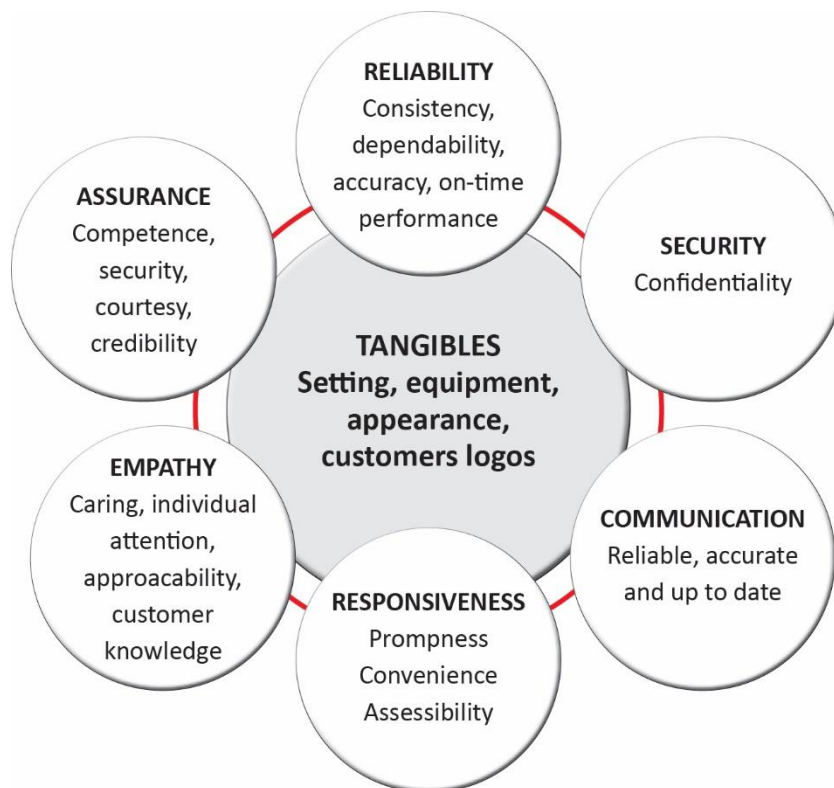 RELIABILITY
Consistency,
dependability,
accuracy, on-time
performance
ASSURANCE
Competence,
security,
courtesy,
credibility
SECURITY
Confidentiality
TANGIBLES
Setting, equipment,
appearance,
customers logos
EMPATHY
Caring, individual
attention,
approacability,
customer
knowledge
COMMUNICATION
Reliable, accurate
and up to date
RESPONSIVENESS
Prompness
Convenience
Assessibility